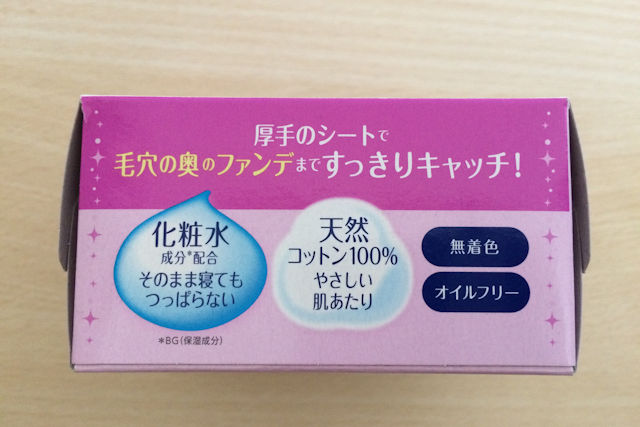 厚手のシートで
毛穴の奥のファンデまですっきりキャッチ!
化粧水
成分*配合
そのまま寝ても
つっぱらない
*BG(保湿成分)
天然
コットン100%
やさしい
肌あたり
無着色
オイルフリー